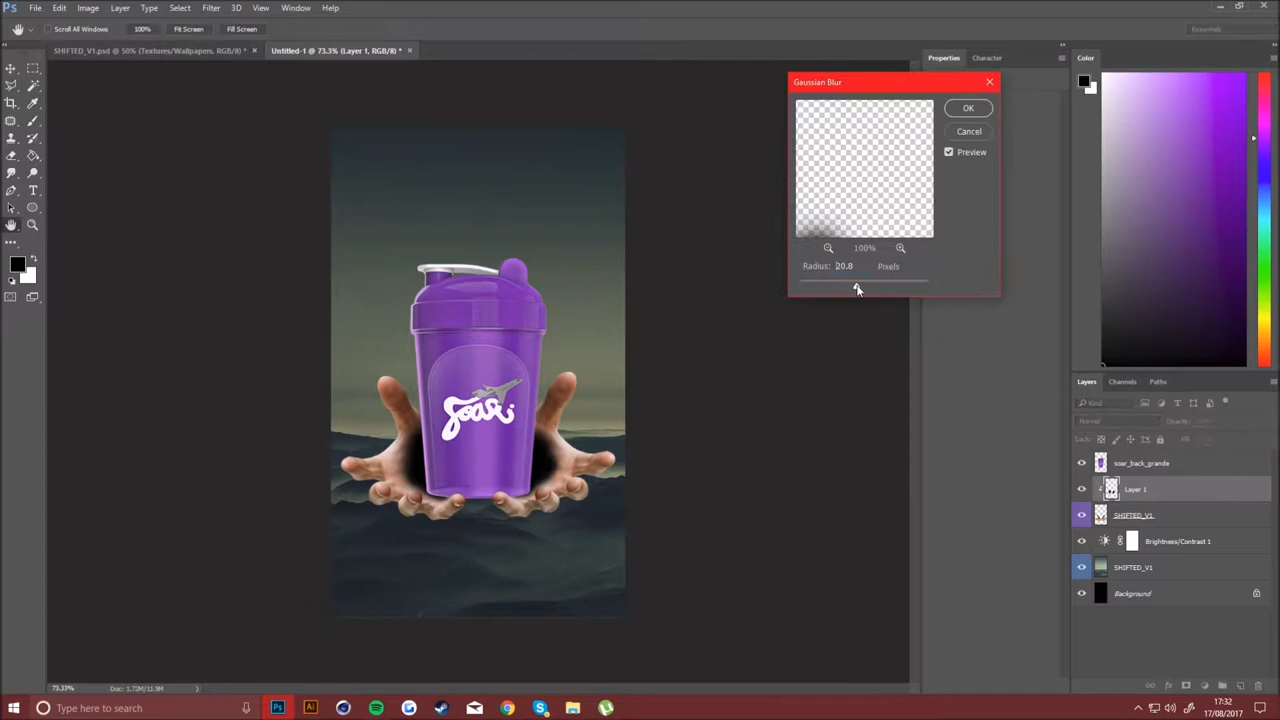 Ps File Edit Image Layer Type Select Filter 3D View Window Help
Scroll All Windows 100% Fit Screen Fill Screen Essentials
SHIFTED_V1.psd @ 50% (Textures/Wallpapers, RGB/8) * × Untitled-1 @ 73.3% (Layer 1, RGB/8) * ×
Properties Character
Color
Gaussian Blur
OK
Cancel
Preview
100%
Radius: 20.8 Pixels
Soar
Layers Channels Paths
Kind
Normal Opacity:
Lock: Fill:
soar_back_grande
Layer 1
SHIFTED_V1
Brightness/Contrast 1
SHIFTED_V1
Background
73.33% Doc: 1.72M/13.9M
Type here to search
Ps Ai
17:32
17/08/2017